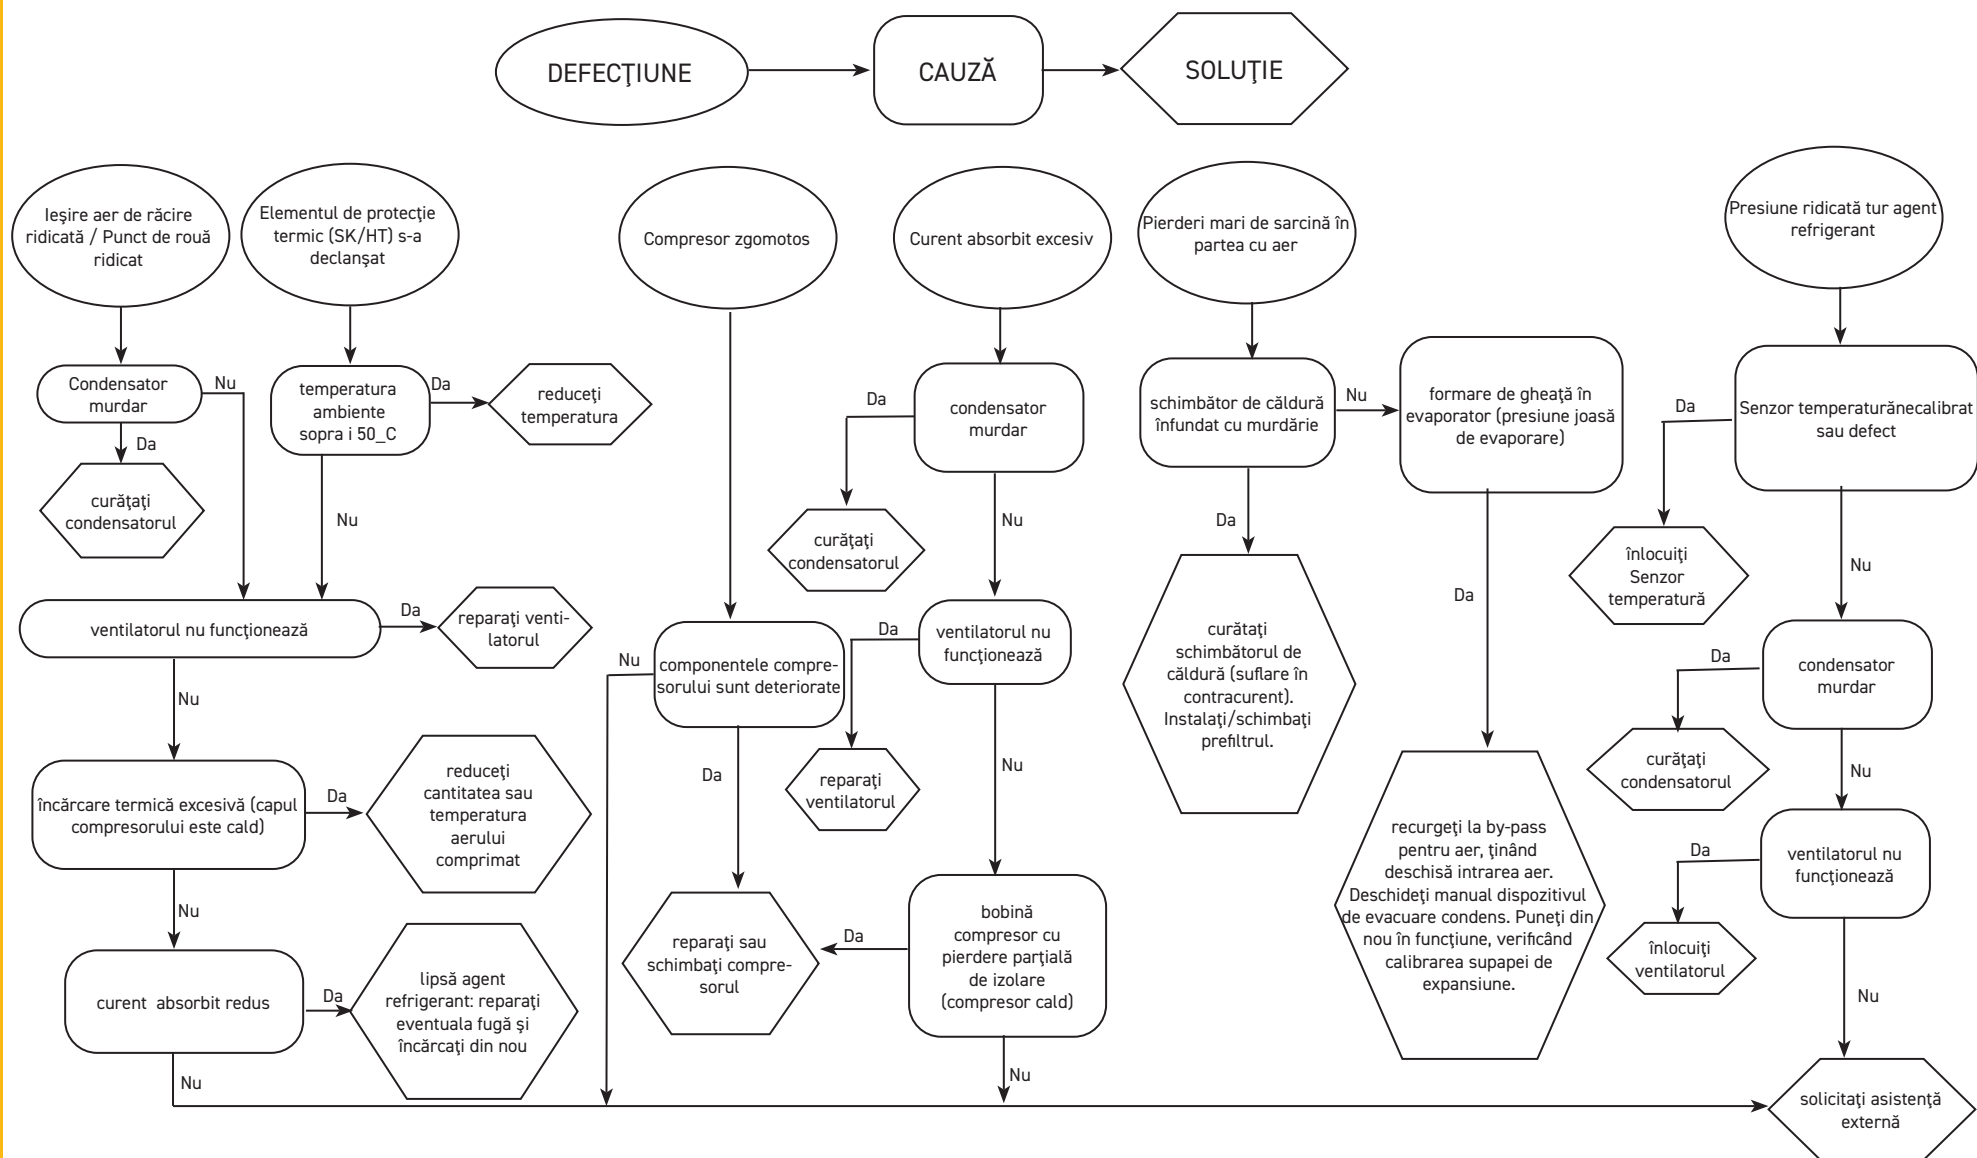 DEFECŢIUNE
CAUZĂ
SOLUŢIE
Ieşire aer de răcire
ridicată / Punct de rouă
ridicat
Elementul de protecţie
termic (SK/HT) s-a
declanşat
Compresor zgomotos
Curent absorbit excesiv
Pierderi mari de sarcină în
partea cu aer
Presiune ridicată tur agent
refrigerant
Condensator
murdar
Nu
Da
curăţaţi
condensatorul
temperatura
ambiente
sopra i 50_C
Da
reduceţi
temperatura
Nu
ventilatorul nu funcţionează
Da
reparaţi venti-
latorul
Nu
încărcare termică excesivă (capul
compresorului este cald)
Da
reduceţi
cantitatea sau
temperatura
aerului
comprimat
Nu
curent  absorbit redus
Da
lipsă agent
refrigerant: reparaţi
eventuala fugă şi
încărcaţi din nou
Nu
Nu
componentele compre-
sorului sunt deteriorate
Da
reparaţi sau
schimbaţi compre-
sorul
condensator
murdar
Da
curăţaţi
condensatorul
Nu
ventilatorul nu
funcţionează
Da
reparaţi
ventilatorul
Nu
bobină
compresor cu
pierdere parţială
de izolare
(compresor cald)
Da
Nu
schimbător de căldură
înfundat cu murdărie
Nu
Da
curătaţi
schimbătorul de
căldură (suflare în
contracurent).
Instalaţi/schimbaţi
prefiltrul.
formare de gheaţă în
evaporator (presiune joasă
de evaporare)
Da
recurgeţi la by-pass
pentru aer, ţinând
deschisă intrarea aer.
Deschideţi manual dispozitivul
de evacuare condens. Puneţi din
nou în funcţiune, verificând
calibrarea supapei de
expansiune.
Senzor temperaturănecalibrat
sau defect
Da
înlocuiţi
Senzor
temperatură
Nu
condensator
murdar
Da
curăţaţi
condensatorul
Nu
ventilatorul nu
funcţionează
Da
înlocuiţi
ventilatorul
Nu
solicitaţi asistenţă
externă